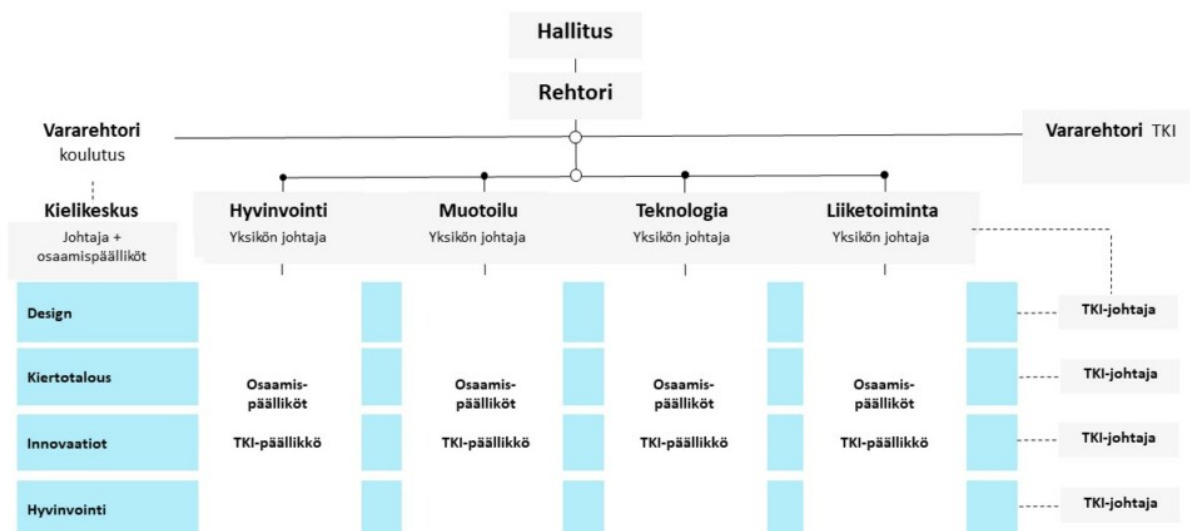 Hallitus
Rehtori
Vararehtori
koulutus
Vararehtori TKI
Kielikeskus
Johtaja +
osaamispäälliköt
Hyvinvointi
Yksikön johtaja
Muotoilu
Yksikön johtaja
Teknologia
Yksikön johtaja
Liiketoiminta
Yksikön johtaja
Design
TKI-johtaja
Kiertotalous
Osaamis-
päälliköt
Osaamis-
päälliköt
Osaamis-
päälliköt
Osaamis-
päälliköt
TKI-johtaja
Innovaatiot
TKI-päällikkö
TKI-päällikkö
TKI-päällikkö
TKI-päällikkö
TKI-johtaja
Hyvinvointi
TKI-johtaja